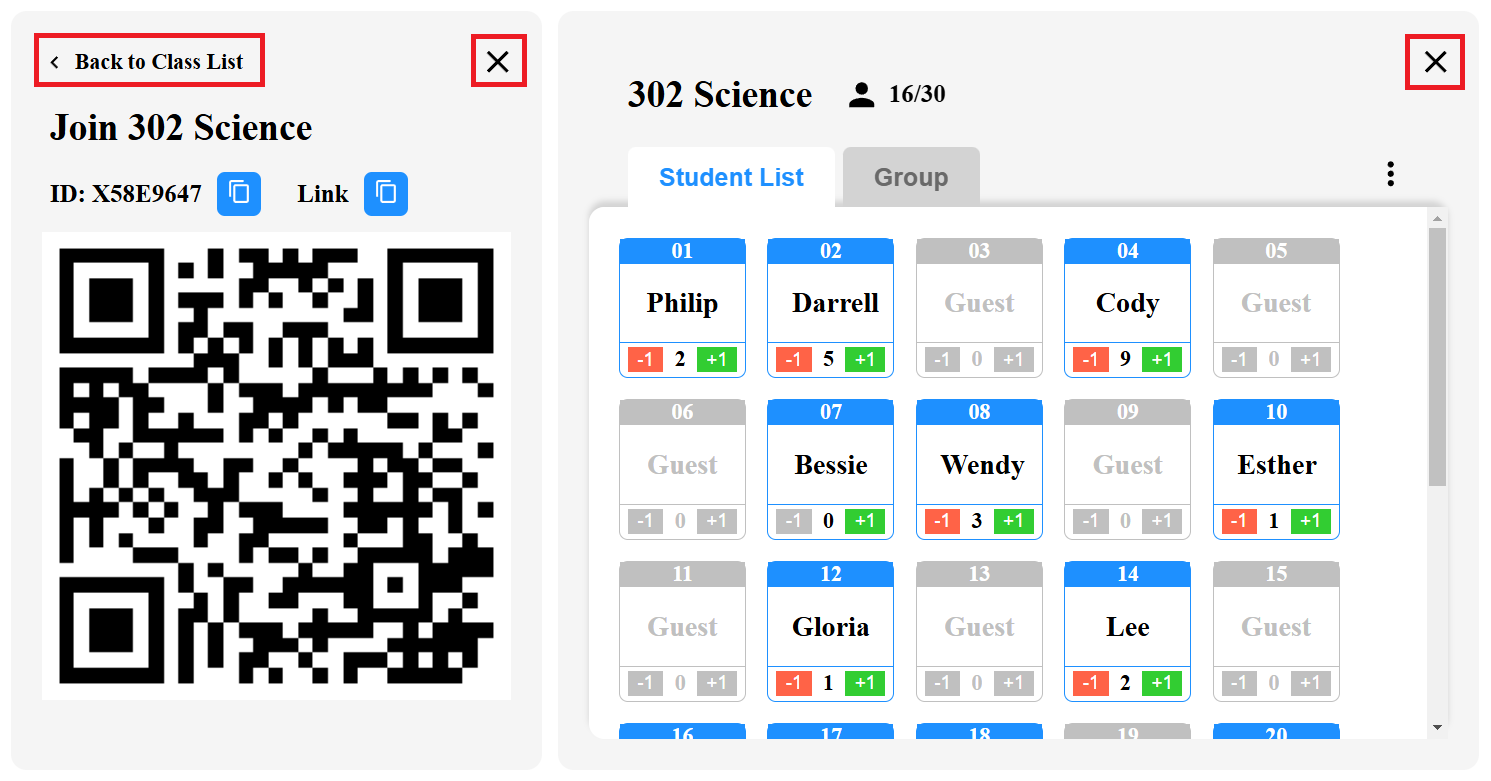 Back to Class List
Join 302 Science
ID: X58E9647 Link
302 Science 16/30
Student List Group
01 02 03 04 05
Philip Darrell Guest Cody Guest
-1 2 +1 -1 5 +1 -1 0 +1 -1 9 +1 -1 0 +1
06 07 08 09 10
Guest Bessie Wendy Guest Esther
-1 0 +1 -1 0 +1 -1 3 +1 -1 0 +1 -1 1 +1
11 12 13 14 15
Guest Gloria Guest Lee Guest
-1 0 +1 -1 1 +1 -1 0 +1 -1 2 +1 -1 0 +1
16 17 18 19 20